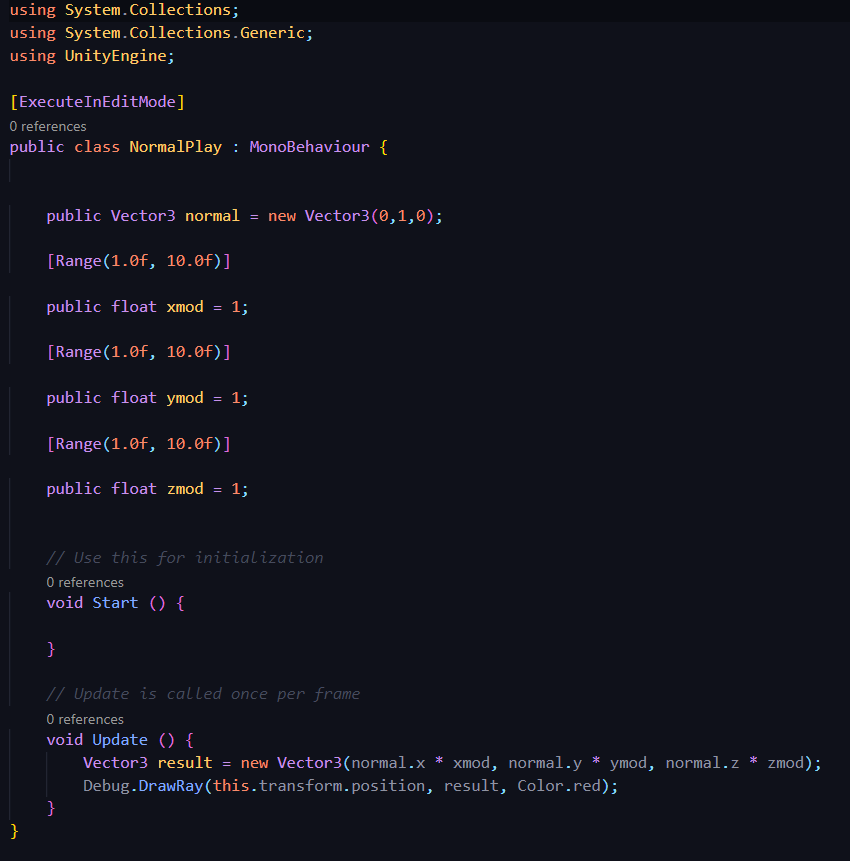 using System.Collections;
using System.Collections.Generic;
using UnityEngine;
[ExecuteInEditMode]
0 references
public class NormalPlay : MonoBehaviour {
public Vector3 normal = new Vector3(0,1,0);
[Range(1.0f, 10.0f)]
public float xmod = 1;
[Range(1.0f, 10.0f)]
public float ymod = 1;
[Range(1.0f, 10.0f)]
public float zmod = 1;
// Use this for initialization
0 references
void Start () {
}
// Update is called once per frame
0 references
void Update () {
Vector3 result = new Vector3(normal.x * xmod, normal.y * ymod, normal.z * zmod);
Debug.DrawRay(this.transform.position, result, Color.red);
}
}